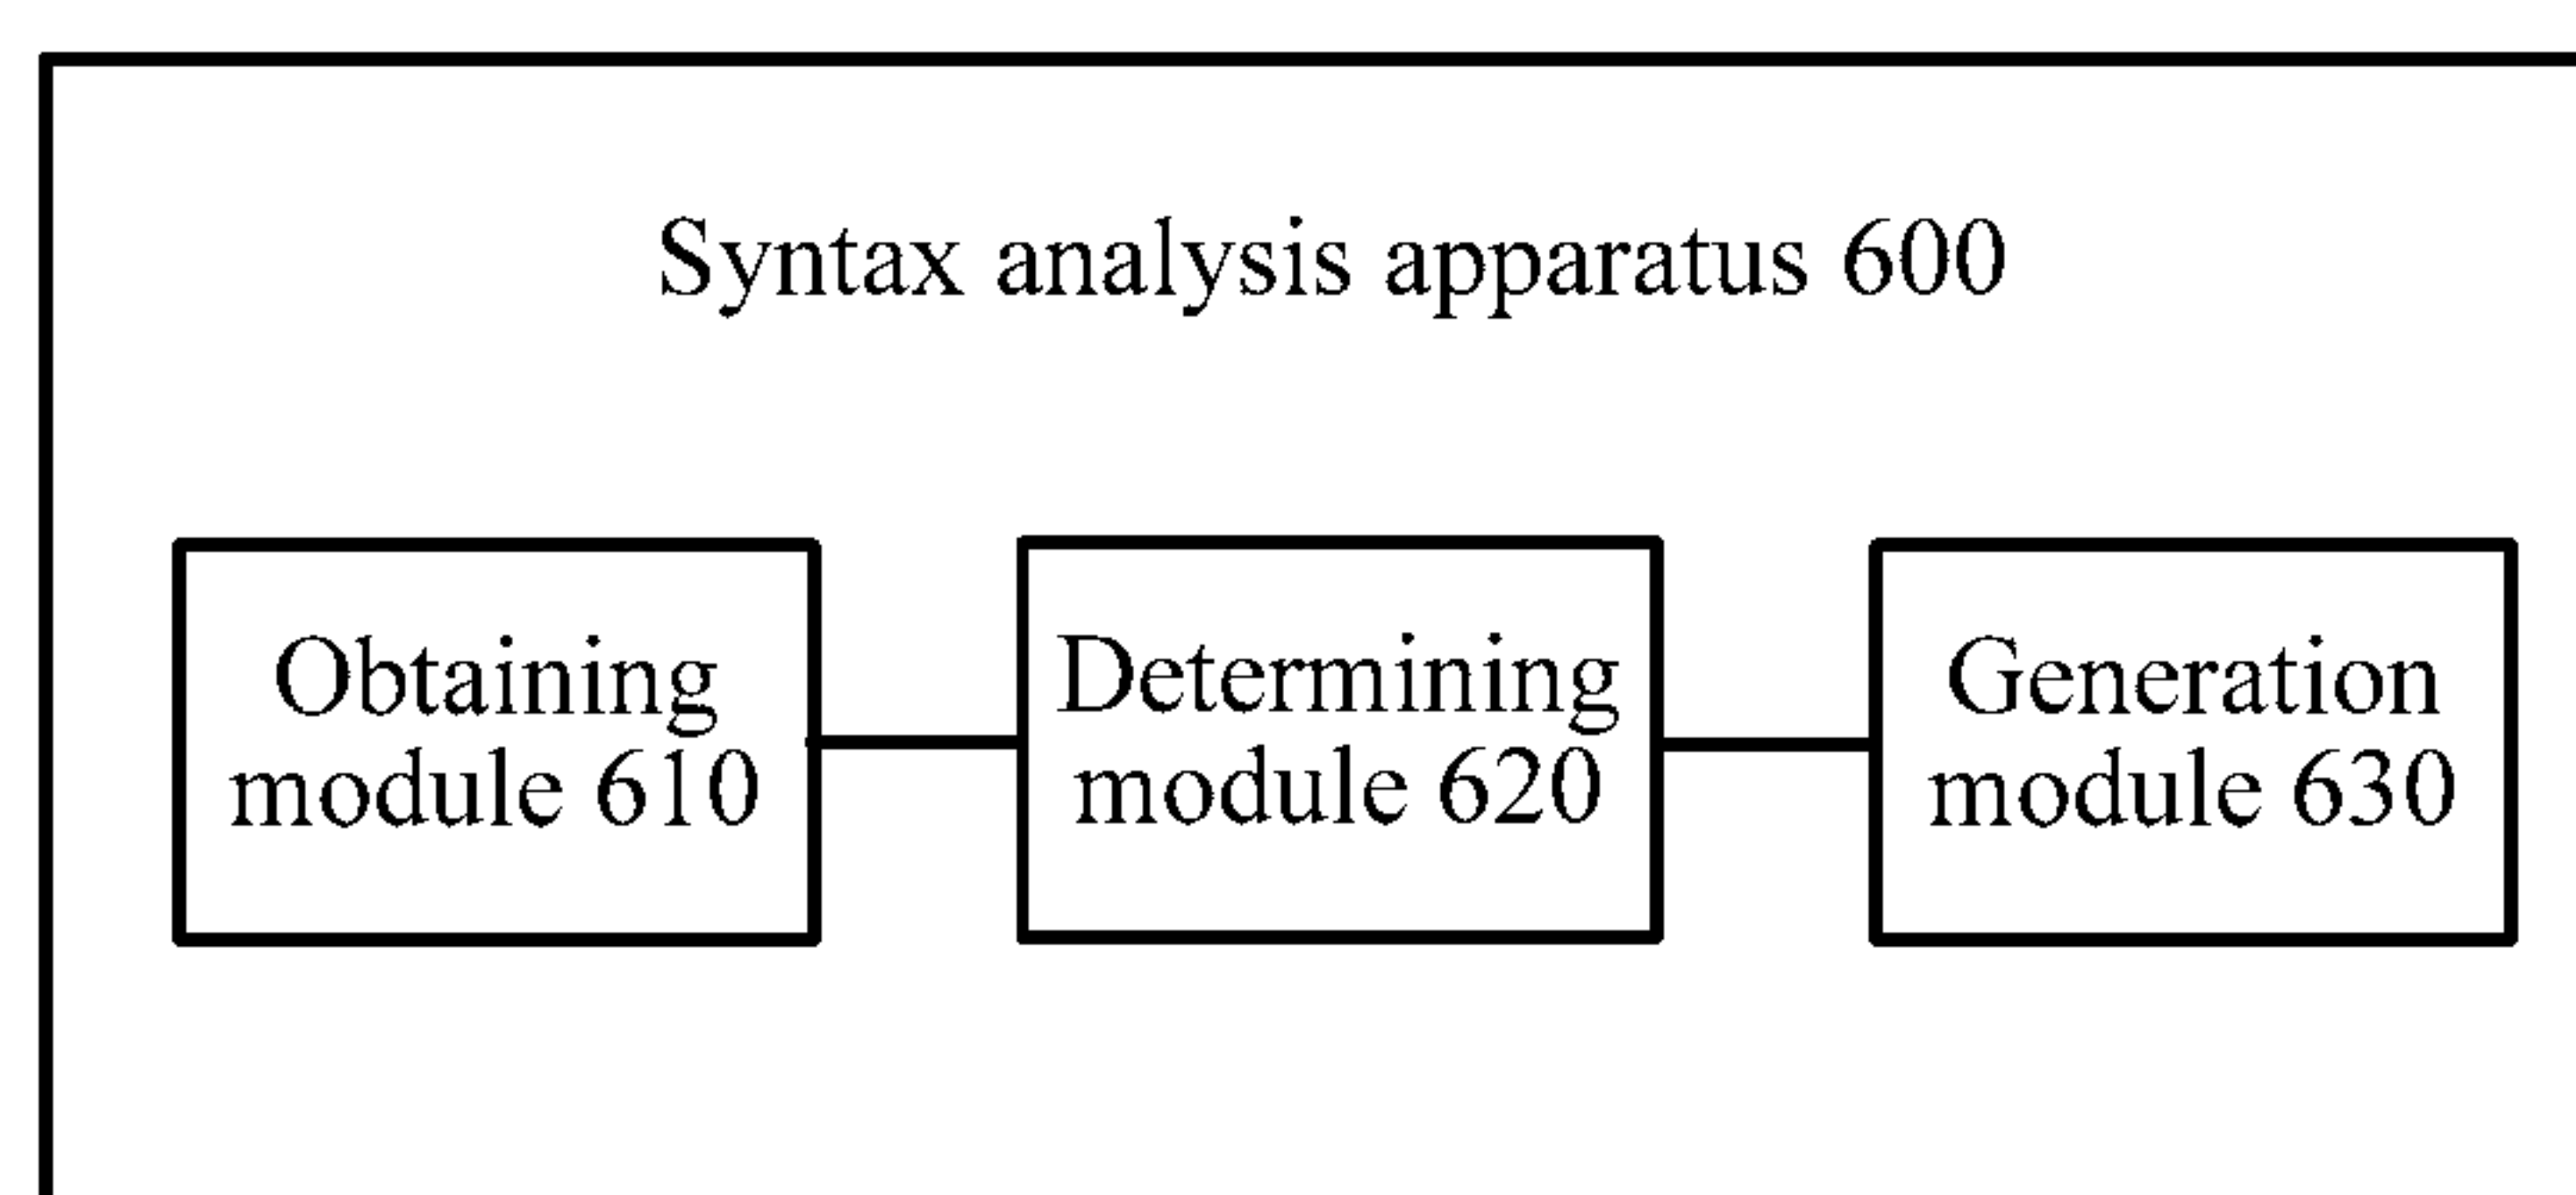 Syntax analysis apparatus 600
Obtaining
module 610
Determining
module 620
Generation
module 630